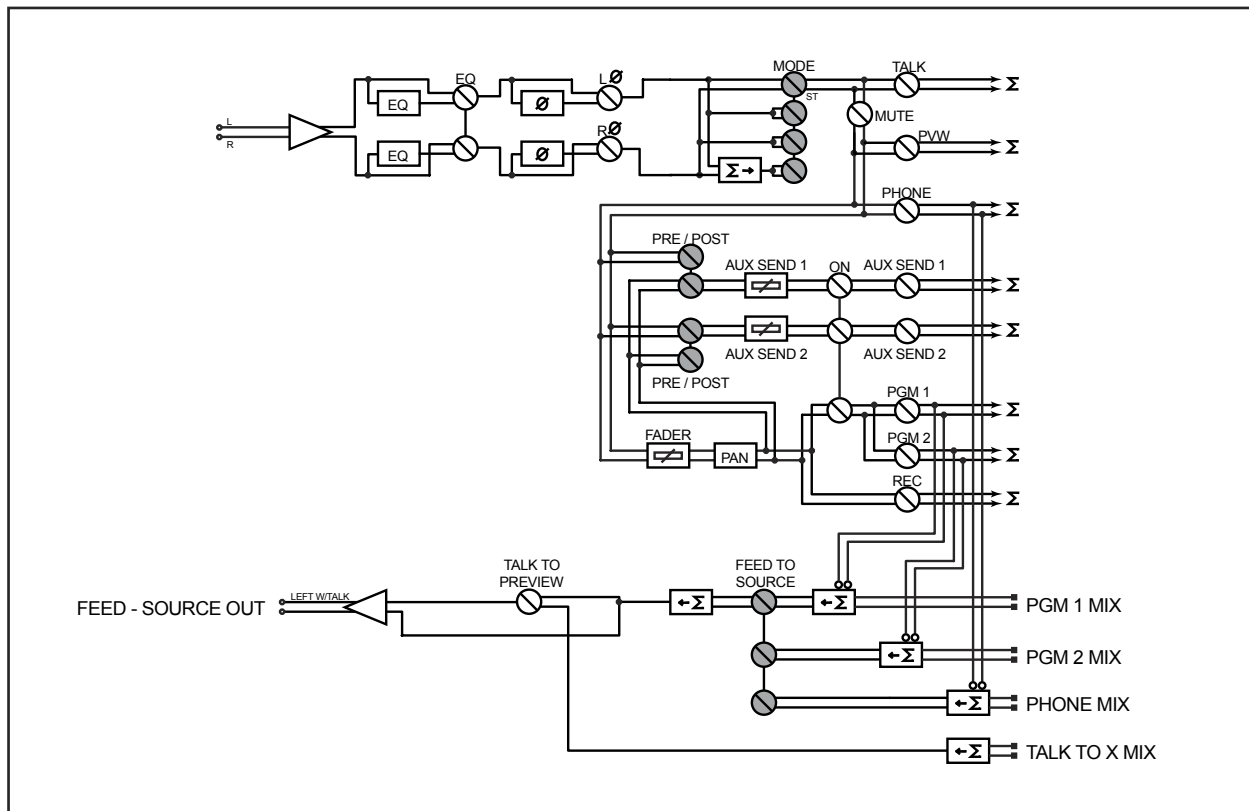 MODE
TALK
EQ
L Ø
ST
Σ
EQ
Ø
MUTE
L
R
R Ø
PVW
EQ
Ø
Σ
Σ →
PHONE
Σ
PRE / POST
AUX SEND 1
ON
AUX SEND 1
Σ
Σ
AUX SEND 2
AUX SEND 2
PRE / POST
PGM 1
Σ
FADER
PGM 2
PAN
Σ
REC
Σ
TALK TO PREVIEW
FEED TO SOURCE
FEED - SOURCE OUT
LEFT W/TALK
← Σ
← Σ
PGM 1 MIX
← Σ
PGM 2 MIX
← Σ
PHONE MIX
← Σ
TALK TO X MIX